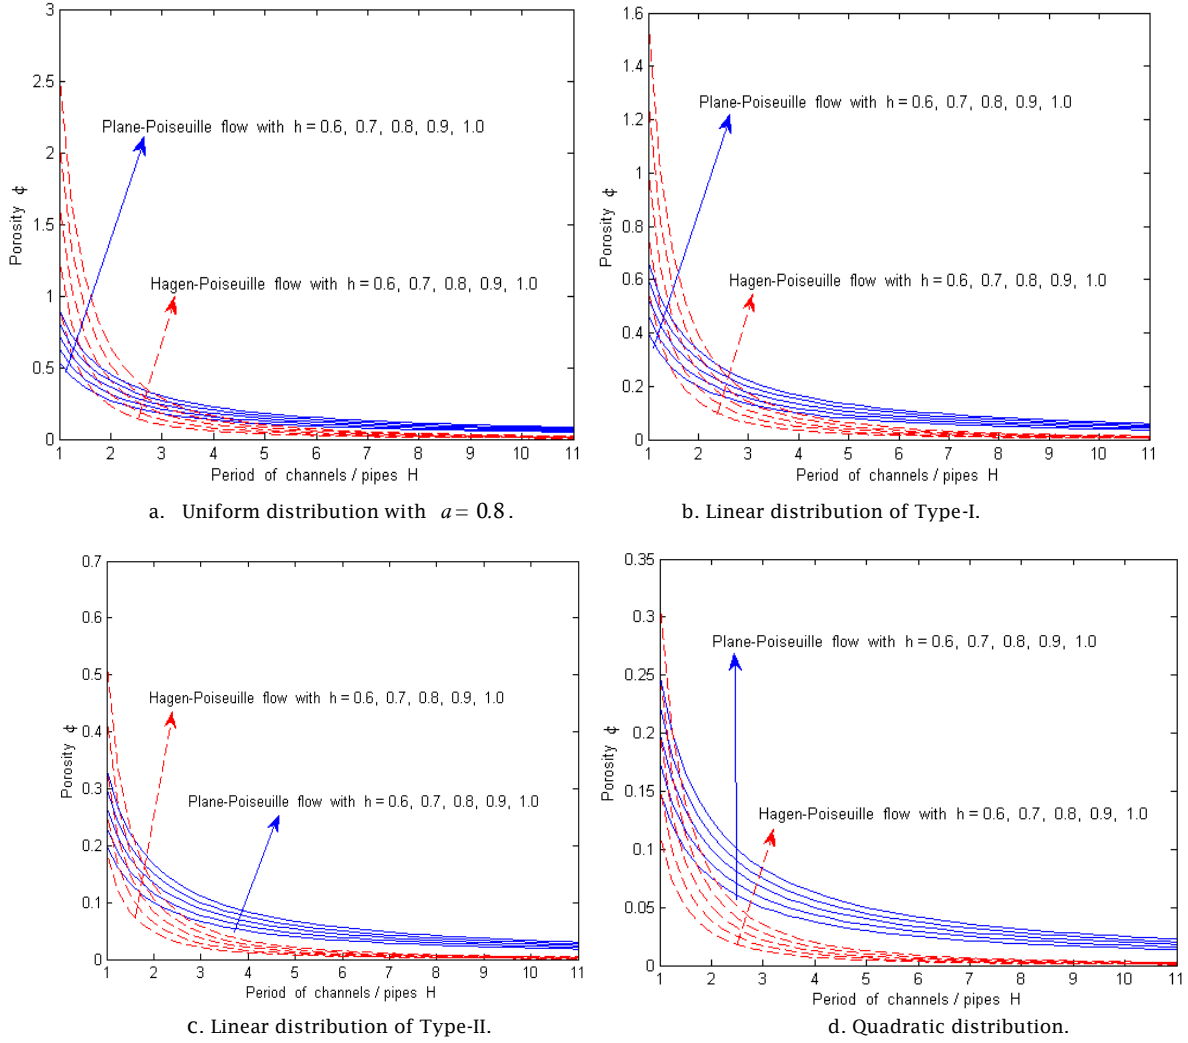 3
2.5
2
1.5
1
0.5
0
Porosity ϕ
Plane-Poiseuille flow with h = 0.6, 0.7, 0.8, 0.9, 1.0
Hagen-Poiseuille flow with h = 0.6, 0.7, 0.8, 0.9, 1.0
1 2 3 4 5 6 7 8 9 10 11
Period of channels / pipes H
a. Uniform distribution with a = 0.8.
1.6
1.4
1.2
1
0.8
0.6
0.4
0.2
0
Porosity ϕ
Plane-Poiseuille flow with h = 0.6, 0.7, 0.8, 0.9, 1.0
Hagen-Poiseuille flow with h = 0.6, 0.7, 0.8, 0.9, 1.0
1 2 3 4 5 6 7 8 9 10 11
Period of channels / pipes H
b. Linear distribution of Type-I.
0.7
0.6
0.5
0.4
0.3
0.2
0.1
0
Porosity ϕ
Hagen-Poiseuille flow with h = 0.6, 0.7, 0.8, 0.9, 1.0
Plane-Poiseuille flow with h = 0.6, 0.7, 0.8, 0.9, 1.0
1 2 3 4 5 6 7 8 9 10 11
Period of channels / pipes H
c. Linear distribution of Type-II.
0.35
0.3
0.25
0.2
0.15
0.1
0.05
0
Porosity ϕ
Plane-Poiseuille flow with h = 0.6, 0.7, 0.8, 0.9, 1.0
Hagen-Poiseuille flow with h = 0.6, 0.7, 0.8, 0.9, 1.0
1 2 3 4 5 6 7 8 9 10 11
Period of channels / pipes H
d. Quadratic distribution.